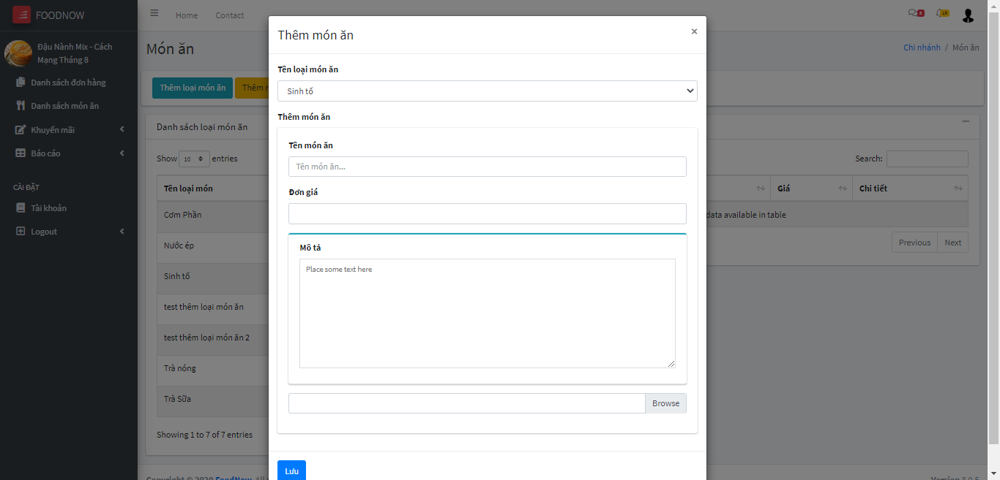 FOODNOW
Đậu Nành Mix - Cách
Mạng Tháng 8
Danh sách đơn hàng
Danh sách món ăn
Khuyến mãi
Báo cáo
CÀI ĐẶT
Tài khoản
Logout
Home Contact
Món ăn
Chi nhánh / Món ăn
Thêm loại món ăn
Thêm
Danh sách loại món ăn
Show 10 entries
Search:
Tên loại món
Giá
Chi tiết
Cơm Phần
data available in table
Nước ép
Previous Next
Sinh tố
test thêm loại món ăn
test thêm loại món ăn 2
Trà nóng
Trà Sữa
Showing 1 to 7 of 7 entries
Thêm món ăn
×
Tên loại món ăn
Sinh tố
Thêm món ăn
Tên món ăn
Tên món ăn...
Đơn giá
Mô tả
Place some text here
Browse
Lưu
Copyright © 2020 FoodNow. All
Version 3.0.5